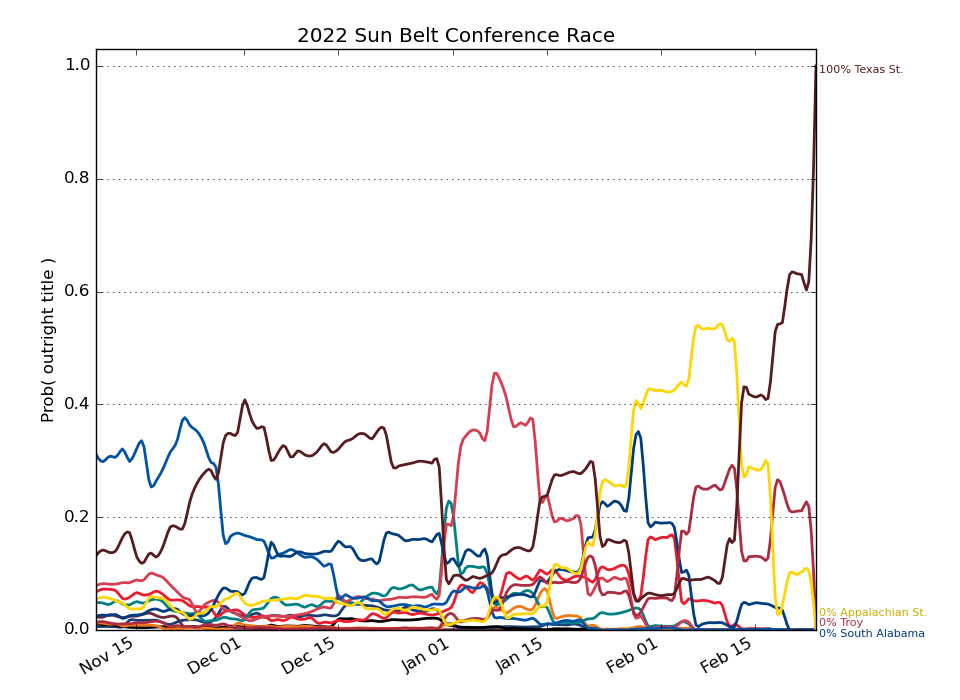 2022 Sun Belt Conference Race
Prob( outright title )
1.0
0.8
0.6
0.4
0.2
0.0
Nov 15
Dec 01
Dec 15
Jan 01
Jan 15
Feb 01
Feb 15
100% Texas St.
0% Appalachian St.
0% Troy
0% South Alabama